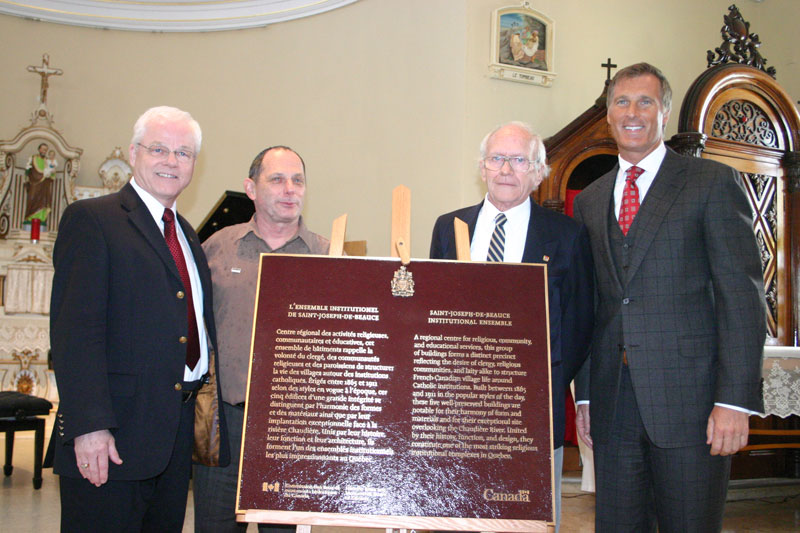 LE TOMBEAU
L'ENSEMBLE INSTITUTIONEL
DE SAINT-JOSEPH-DE-BEAUCE
Centre régional des activités religieuses,
communautaires et éducatives, cet
ensemble de bâtiments rappelle la
volonté du clergé, des communautés
religieuses et des paroissiens de structurer
la vie des villages autour des institutions
catholiques. Érigés entre 1865 et 1911
selon des styles en vogue à l'époque, ces
cinq édifices d'une grande intégrité se
distinguent par l'harmonie des formes
et des matériaux ainsi que par leur
implantation exceptionnelle face à la
rivière Chaudière. Unis par leur histoire,
leur fonction et leur architecture, ils
forment l'un des ensembles institutionnels
les plus impressionnants au Québec.
SAINT-JOSEPH-DE-BEAUCE
INSTITUTIONAL ENSEMBLE
A regional centre for religious, community,
and educational services, this group
of buildings forms a distinct precinct
reflecting the desire of clergy, religious
communities, and laity alike to structure
French-Canadian village life around
Catholic institutions. Built between 1865
and 1911 in the popular styles of the day,
these five well-preserved buildings are
notable for their harmony of form and
materials and for their exceptional site
overlooking the Chaudière River. United
by their history, function, and design, they
constitute one of the most striking religious
institutional complexes in Quebec.
Canada